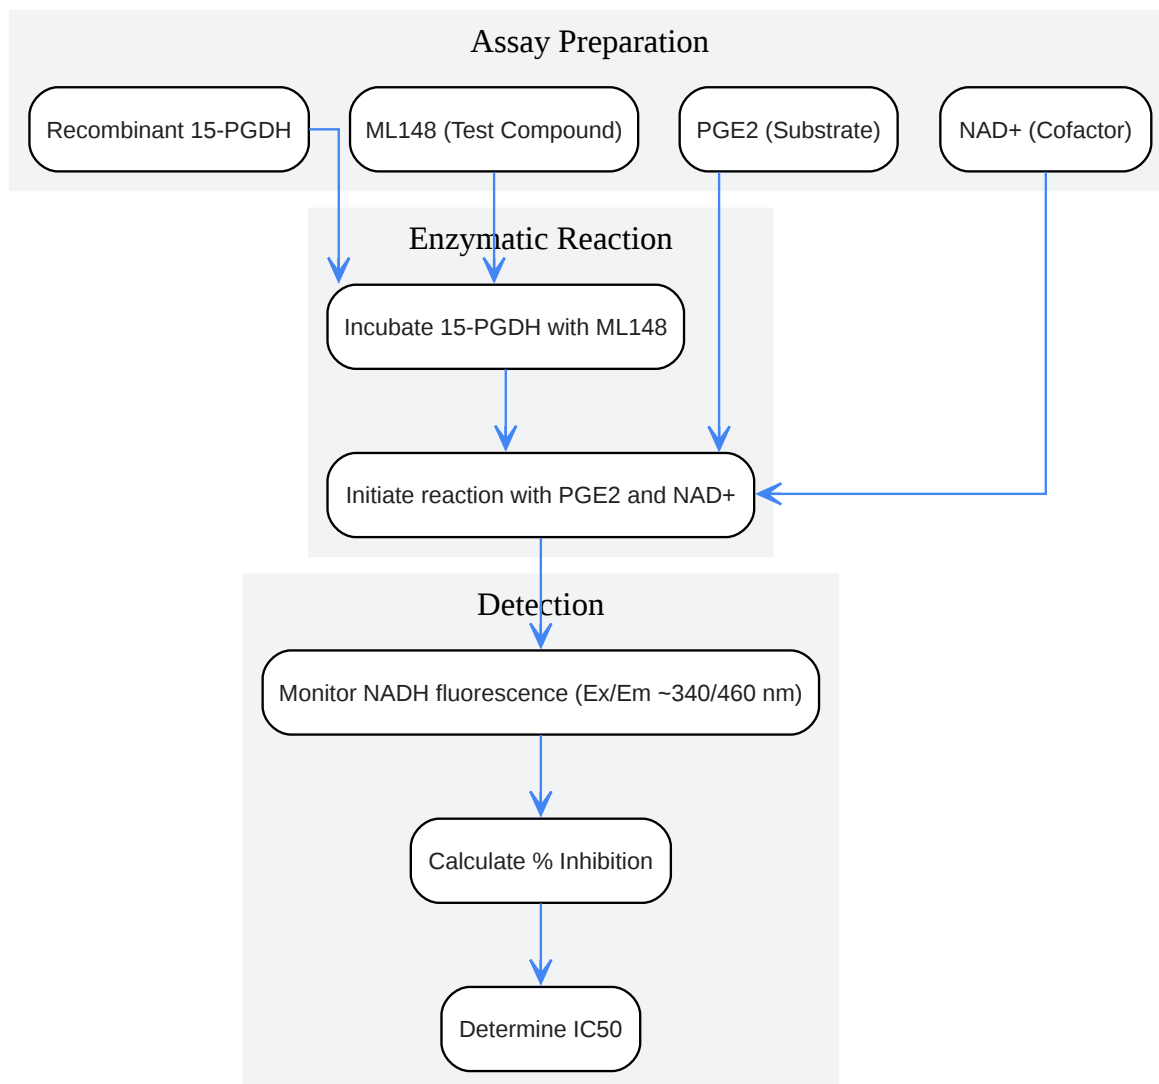 Assay Preparation
Recombinant 15-PGDH
ML148 (Test Compound)
PGE2 (Substrate)
NAD+ (Cofactor)
Enzymatic Reaction
Incubate 15-PGDH with ML148
Initiate reaction with PGE2 and NAD+
Detection
Monitor NADH fluorescence (Ex/Em ~340/460 nm)
Calculate % Inhibition
Determine IC50